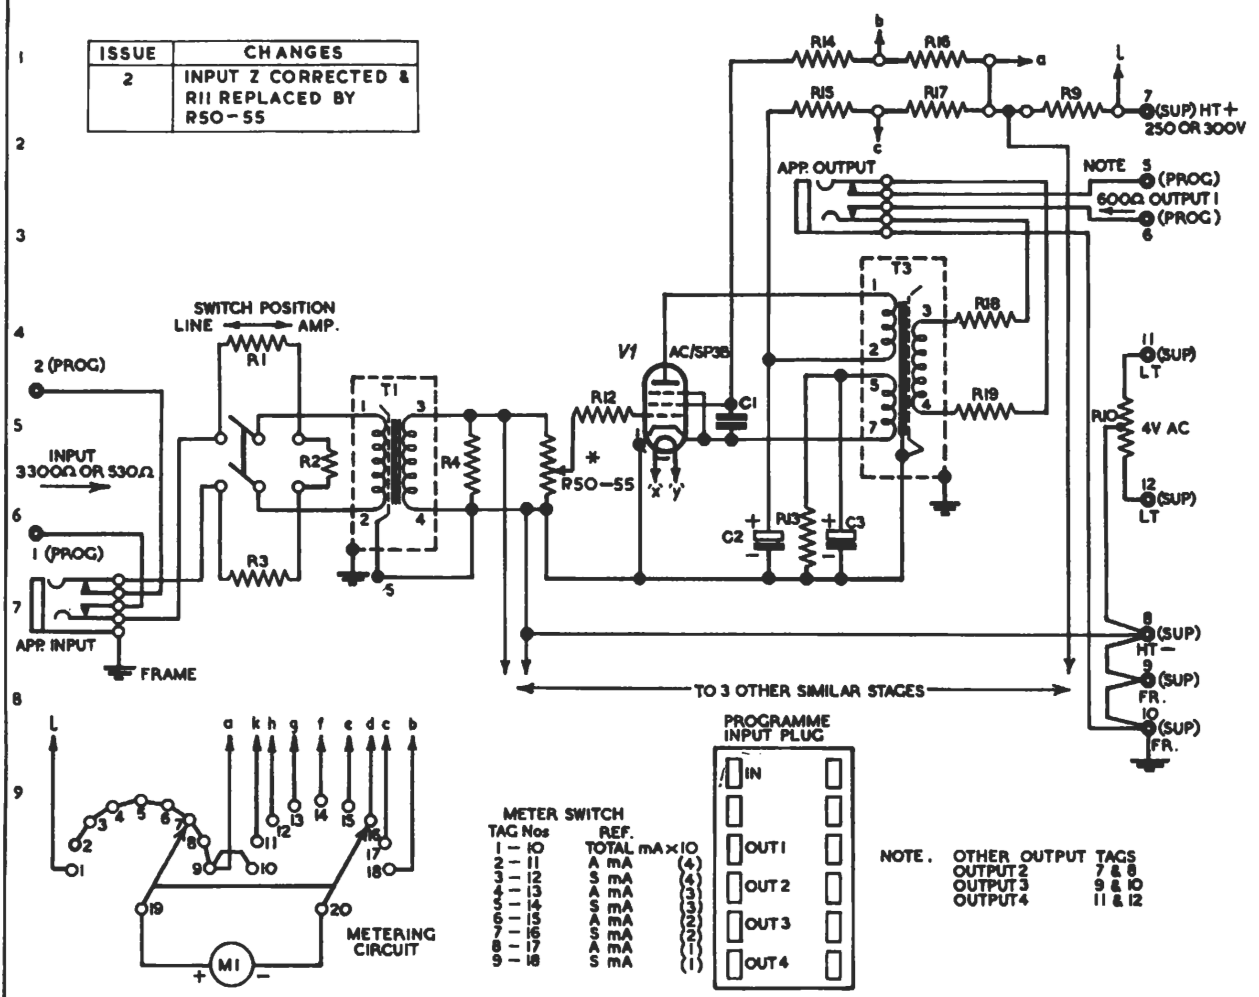 ISSUE CHANGES
2 INPUT Z CORRECTED &
R11 REPLACED BY
R50-55
1
2
3
4
5
6
7
8
9
b
R14 R16
a
l
R15 R17 R9
7
(SUP) HT+
250 OR 300V
c
APP. OUTPUT
NOTE 5
(PROG)
600Ω OUTPUT 1
(PROG)
6
T3
1
3 R18
2
5
4 R19
7
SWITCH POSITION
LINE AMP.
R1
2 (PROG)
V1 AC/SP3B
R12
C1
11
(SUP)
LT
R10
4V AC
12
(SUP)
LT
T1
1 3
INPUT
3300Ω OR 530Ω
R2
R4
*
R50-55
'x' 'y'
2 4
1 (PROG)
R3
5
+
C2
-
R13
+
C3
-
APP. INPUT
FRAME
8
(SUP)
HT-
9
(SUP)
FR.
10
(SUP)
FR.
TO 3 OTHER SIMILAR STAGES
l a k h g f e d c b
1 2 3 4 5 6 7 8 9 10 11 12 13 14 15 16 17 18
19 20
+ M1 -
METERING
CIRCUIT
METER SWITCH
TAG Nos REF.
1 - 10 TOTAL mA×10
2 - 11 A mA (4)
3 - 12 S mA (4)
4 - 13 A mA (3)
5 - 14 S mA (3)
6 - 15 A mA (2)
7 - 16 S mA (2)
8 - 17 A mA (1)
9 - 18 S mA (1)
PROGRAMME
INPUT PLUG
IN
OUT 1
OUT 2
OUT 3
OUT 4
NOTE. OTHER OUTPUT TAGS
OUTPUT 2 7 & 8
OUTPUT 3 9 & 10
OUTPUT 4 11 & 12